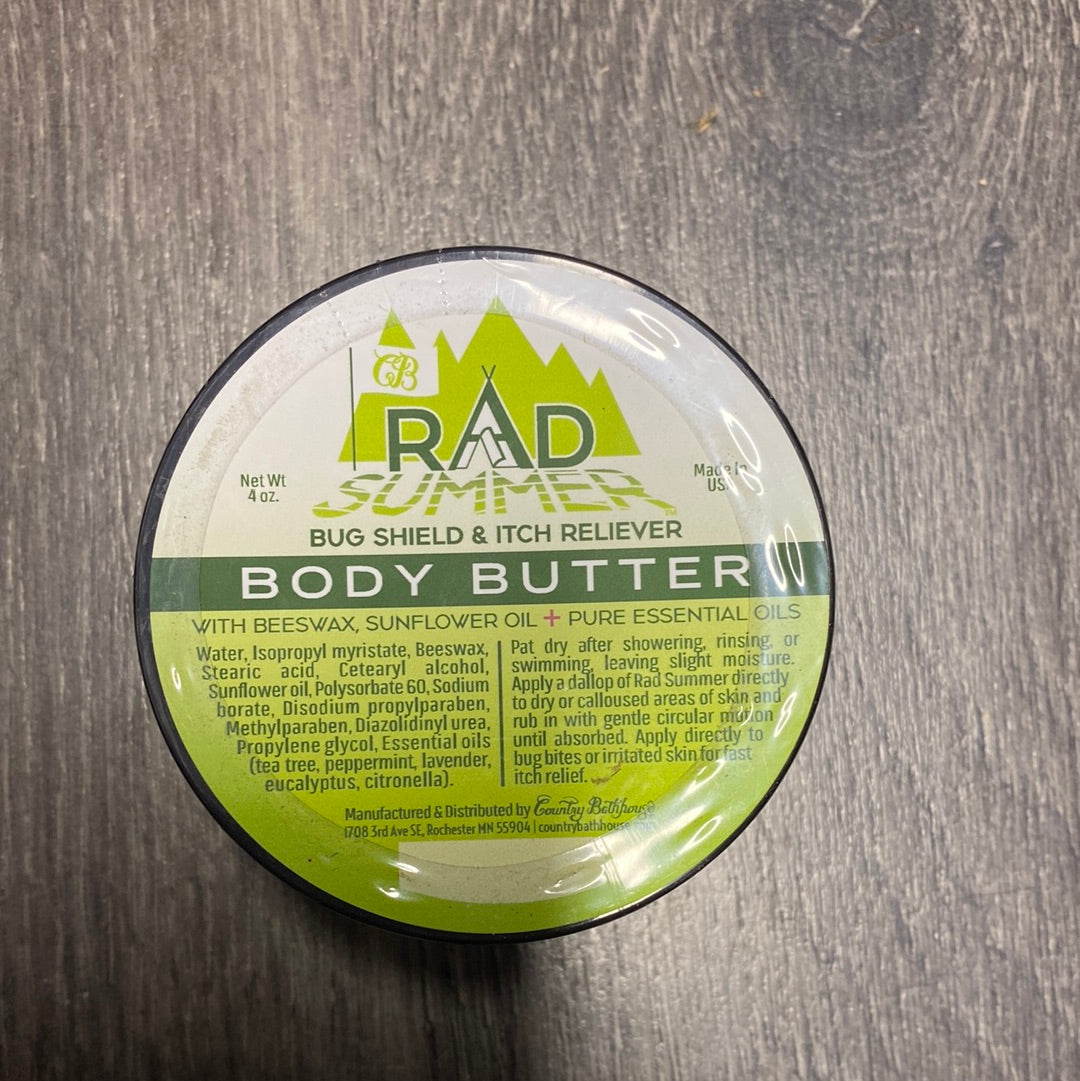 CB
RAD
SUMMER™
Net Wt
4 oz.
Made in
BUG SHIELD & ITCH RELIEVER
BODY BUTTER
WITH BEESWAX, SUNFLOWER OIL + PURE ESSENTIAL OILS
Water, Isopropyl myristate, Beeswax,
Stearic acid, Cetearyl alcohol,
Sunflower oil, Polysorbate 60, Sodium
borate, Disodium propylparaben,
Methylparaben, Diazolidinyl urea,
Propylene glycol, Essential oils
(tea tree, peppermint, lavender,
eucalyptus, citronella).
Pat dry after showering, rinsing, or
swimming, leaving slight moisture.
Apply a dallop of Rad Summer directly
to dry or calloused areas of skin and
rub in with gentle circular motion
until absorbed. Apply directly to
bug bites or irritated skin for fast
itch relief.
Manufactured & Distributed by Country Bathhouse
1708 3rd Ave SE, Rochester MN 55904 |